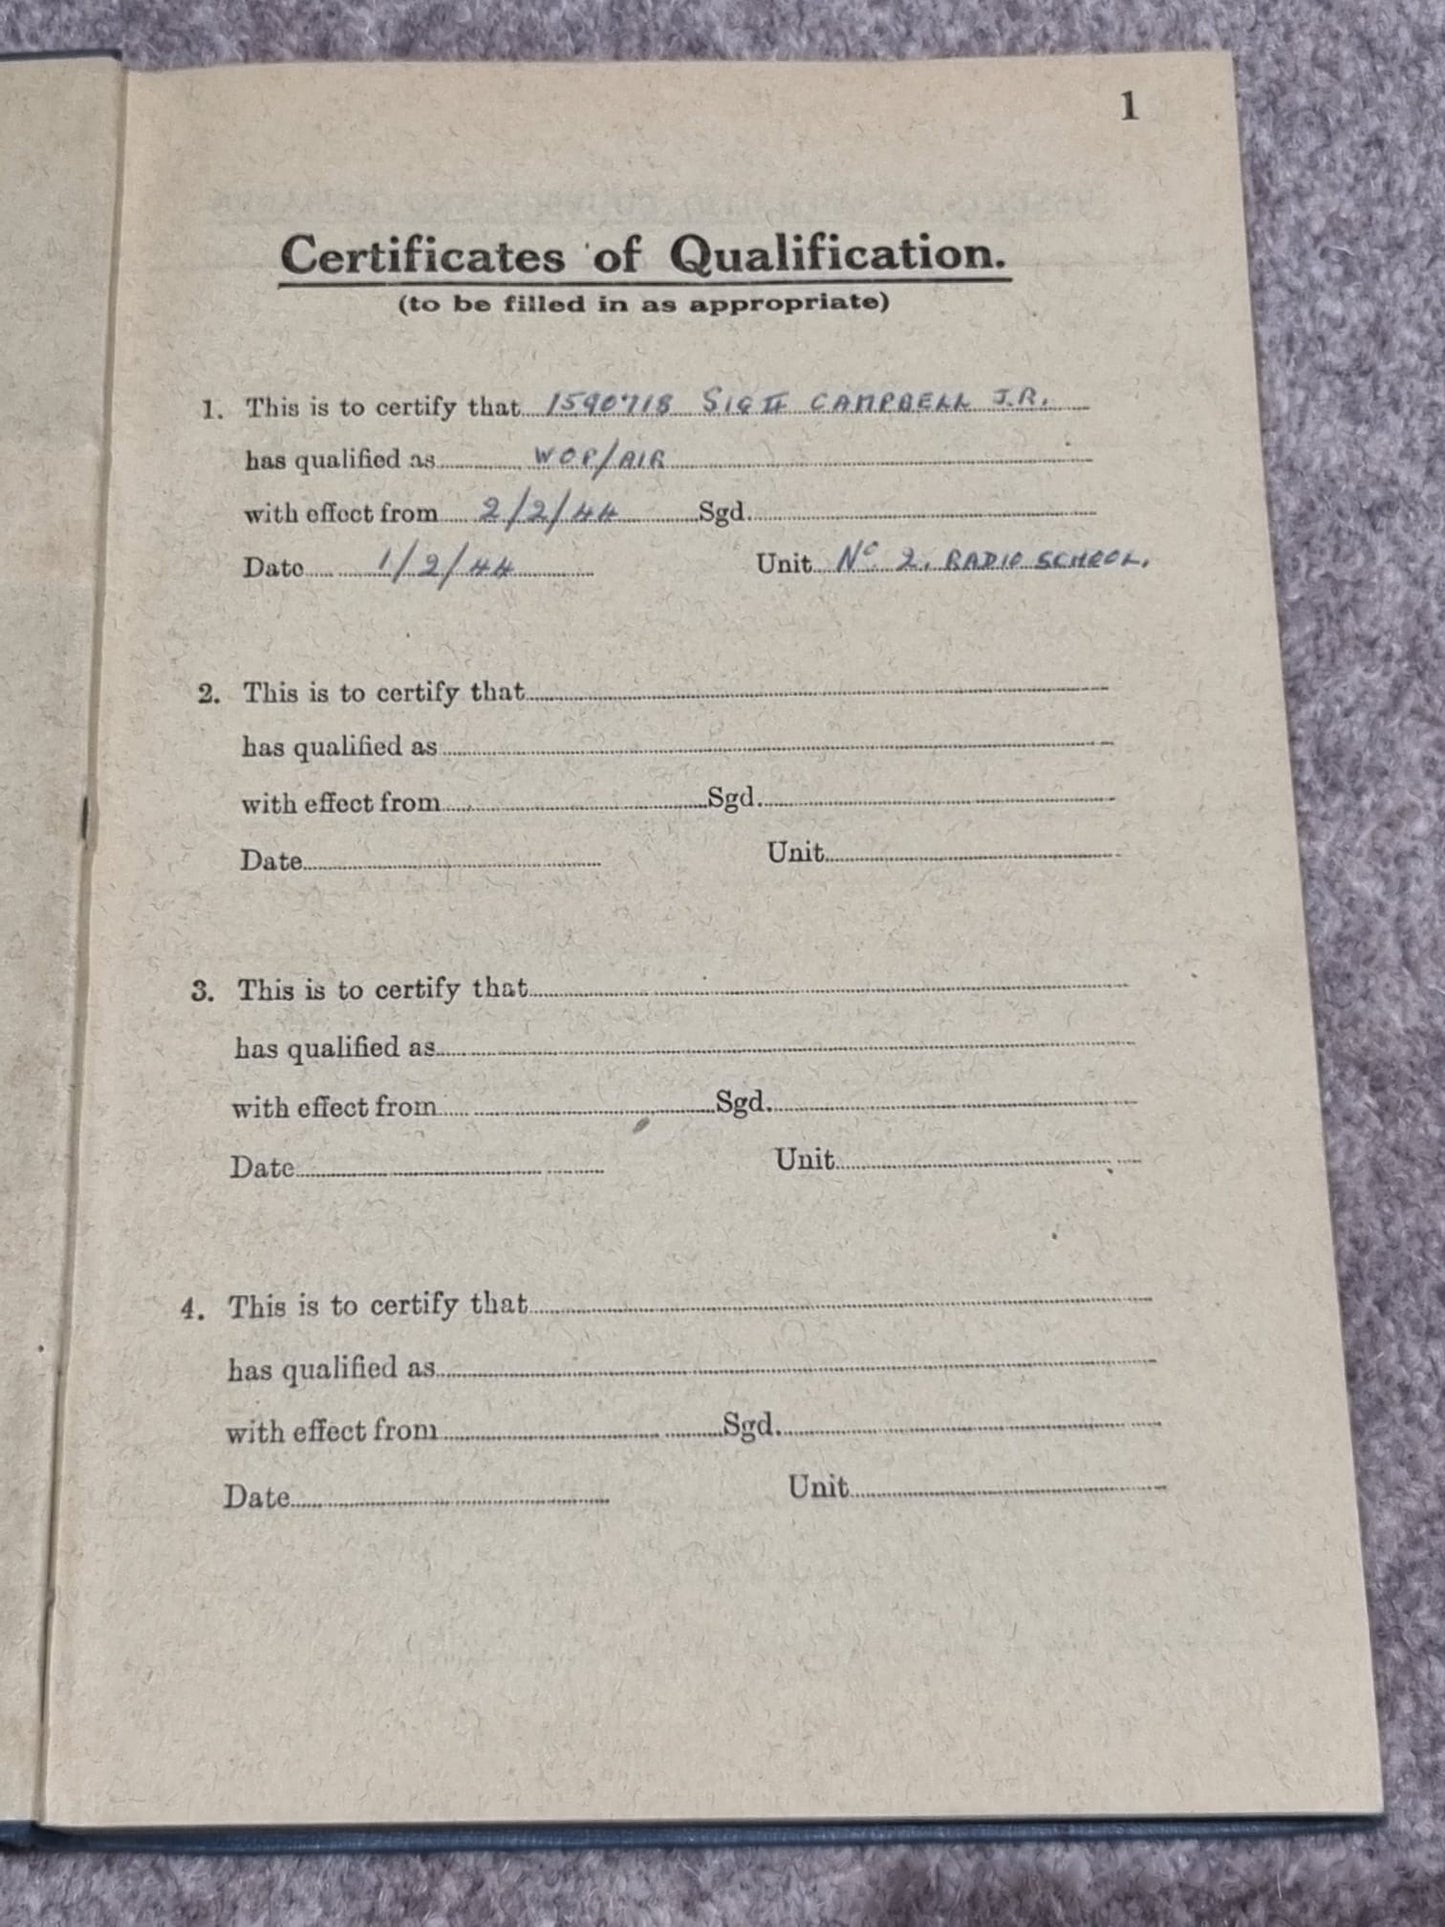 1
Certificates of Qualification.
(to be filled in as appropriate)
1. This is to certify that 1590718 SIG II CAMPBELL J.R.
has qualified as WOP/AIR
with effect from 2/2/44 Sgd.
Date 1/2/44 Unit No 2. RADIO SCHOOL.
2. This is to certify that
has qualified as
with effect from Sgd.
Date Unit
3. This is to certify that
has qualified as
with effect from Sgd.
Date Unit
4. This is to certify that
has qualified as
with effect from Sgd.
Date Unit